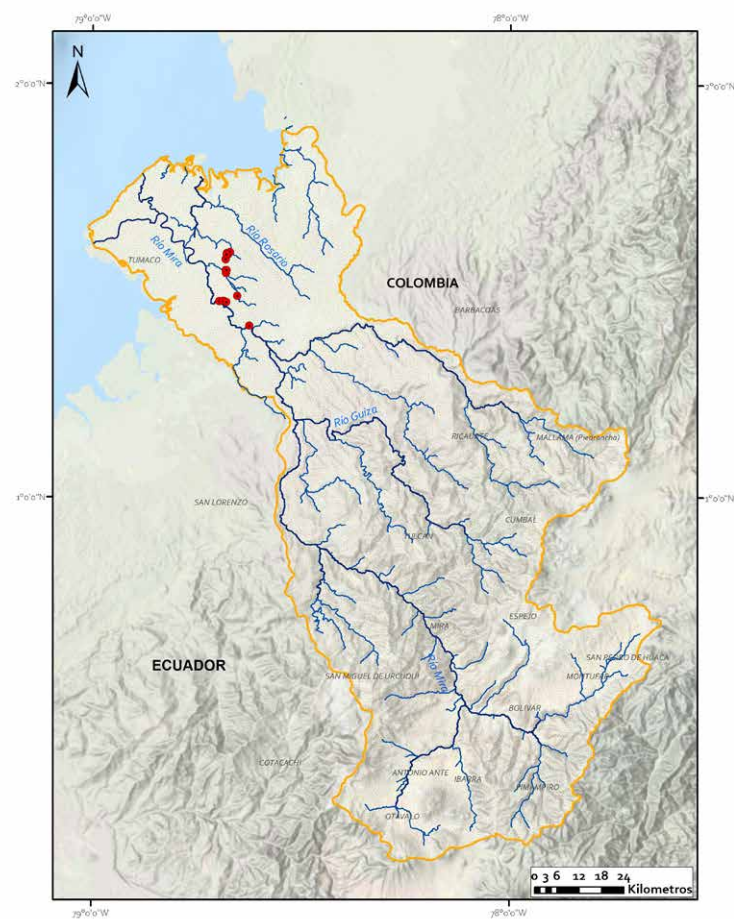 79°0'0"W
78°0'0"W
N
2°0'0"N
2°0'0"N
Río Rosario
Río Mira
TUMACO
COLOMBIA
BARBACOAS
Río Guiza
RICAURTE
MALLAMA (Piedrancha)
1°0'0"N
1°0'0"N
SAN LORENZO
CUMBAL
TULCAN
ESPEJO
MIRA
SAN PEDRO DE HUACA
ECUADOR
Río Mira
SAN MIGUEL DE URCUQUI
MONTUFAR
BOLIVAR
COTACACHI
ANTONIO ANTE
IBARRA
PIMAMPIRO
OTAVALO
0 3 6 12 18 24
Kilometros
79°0'0"W
78°0'0"W